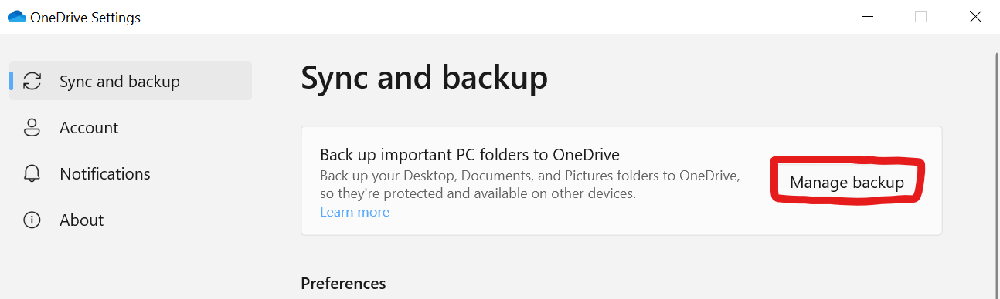 OneDrive Settings
Sync and backup
Account
Notifications
About
Sync and backup
Back up important PC folders to OneDrive
Back up your Desktop, Documents, and Pictures folders to OneDrive,
so they're protected and available on other devices.
Learn more
Manage backup
Preferences